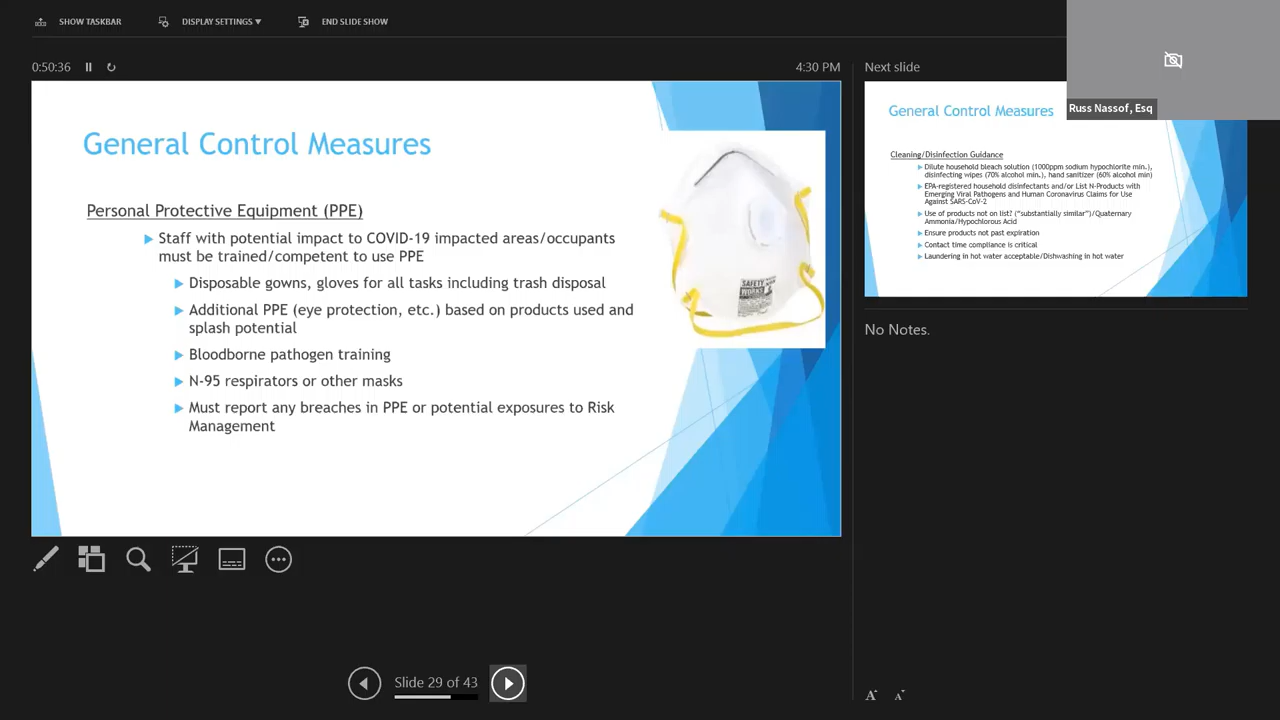 SHOW TASKBAR
DISPLAY SETTINGS
END SLIDE SHOW
0:50:36
4:30 PM
General Control Measures
Personal Protective Equipment (PPE)
Staff with potential impact to COVID-19 impacted areas/occupants
must be trained/competent to use PPE
Disposable gowns, gloves for all tasks including trash disposal
Additional PPE (eye protection, etc.) based on products used and
splash potential
Bloodborne pathogen training
N-95 respirators or other masks
Must report any breaches in PPE or potential exposures to Risk
Management
SAFETY
WORKS
Slide 29 of 43
Next slide
Russ Nassof, Esq
General Control Measures
Cleaning/Disinfection Guidance
Dilute household bleach solution (1000ppm sodium hypochlorite min.),
disinfecting wipes (70% alcohol min.), hand sanitizer (60% alcohol min)
EPA-registered household disinfectants and/or List N-Products with
Emerging Viral Pathogens and Human Coronavirus Claims for Use
Against SARS-CoV-2
Use of products not on list? ("substantially similar")/Quaternary
Ammonia/Hypochlorous Acid
Ensure products not past expiration
Contact time compliance is critical
Laundering in hot water acceptable/Dishwashing in hot water
No Notes.
A A